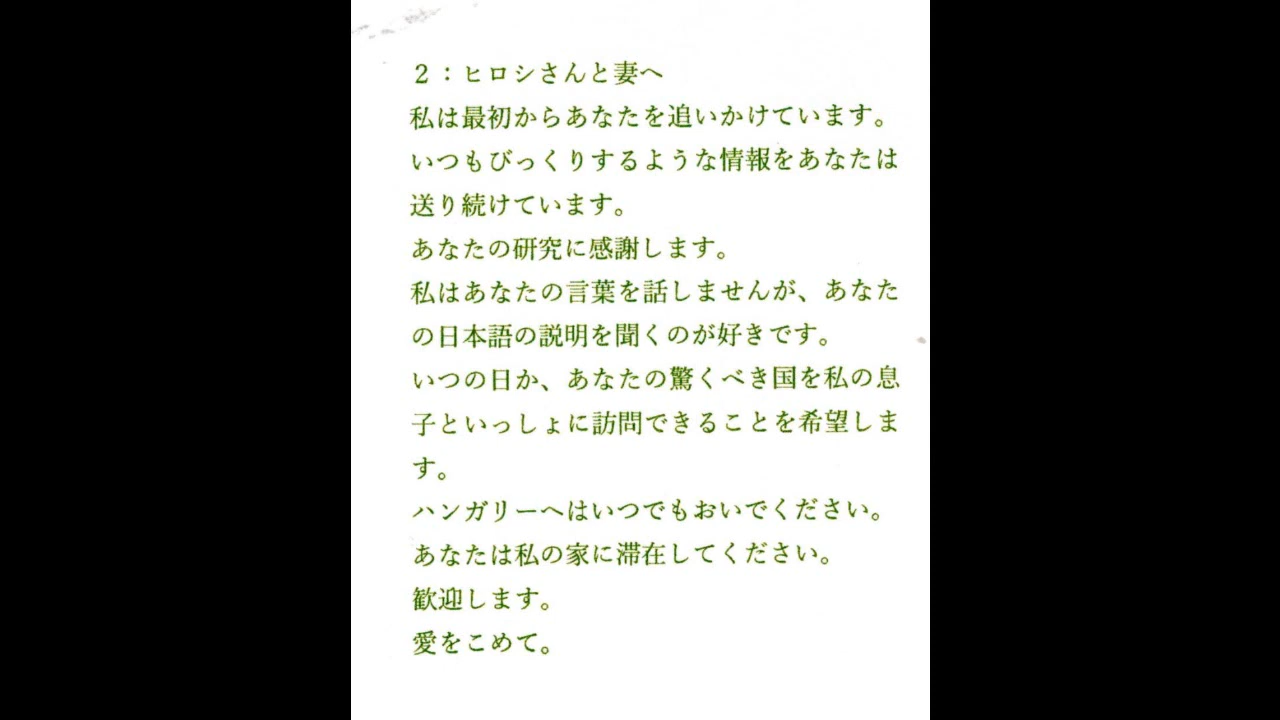 ２：ヒロシさんと妻へ
私は最初からあなたを追いかけています。
いつもびっくりするような情報をあなたは
送り続けています。
あなたの研究に感謝します。
私はあなたの言葉を話しませんが、あなた
の日本語の説明を聞くのが好きです。
いつの日か、あなたの驚くべき国を私の息
子といっしょに訪問できることを希望しま
す。
ハンガリーへはいつでもおいでください。
あなたは私の家に滞在してください。
歓迎します。
愛をこめて。